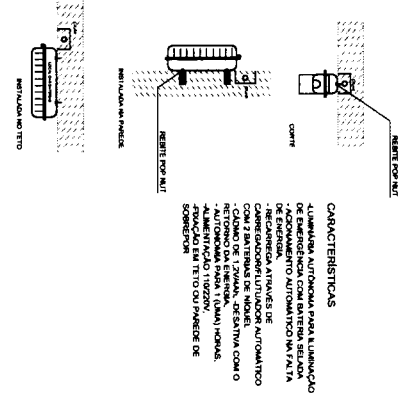 CARACTERÍSTICAS
-LUMINÁRIA AUTÔNOMA PARA ILUMINAÇÃO
DE EMERGÊNCIA COM BATERIA SELADA
- ACIONAMENTO AUTOMÁTICO NA FALTA
DE ENERGIA.
- RECARREGA ATRAVÉS DE
CARREGADOR/FLUTUADOR AUTOMÁTICO
COM 2 BATERIAS DE NÍQUEL
- CÁDMIO DE 1,2V/4Ah, -DESATIVA COM O
RETORNO DA ENERGIA.
- AUTONOMIA PARA 1 (UMA) HORAS.
-ALIMENTAÇÃO 110/220V.
-FIXAÇÃO EM TETO OU PAREDE DE
SOBREPOR
REBITE POP NUT
CORTE
REBITE POP NUT
INSTALADA NA PAREDE
INSTALADA NO TETO